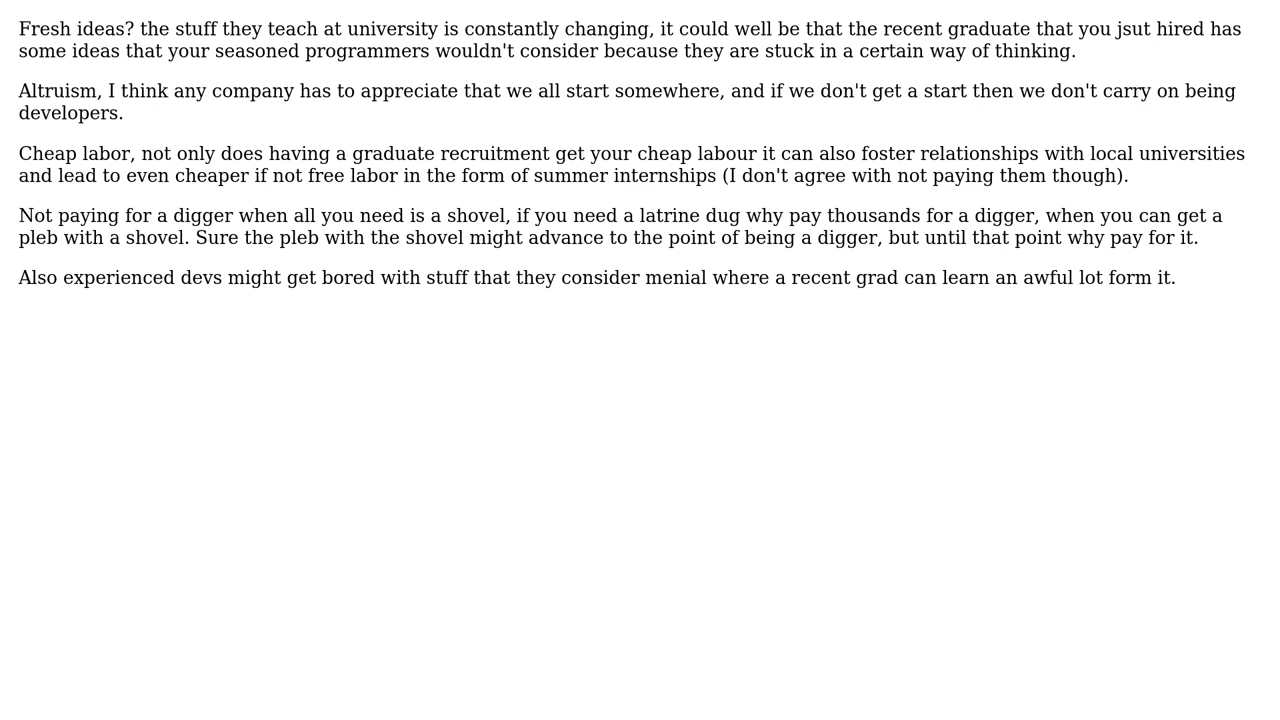 Fresh ideas? the stuff they teach at university is constantly changing, it could well be that the recent graduate that you jsut hired has
some ideas that your seasoned programmers wouldn't consider because they are stuck in a certain way of thinking.
Altruism, I think any company has to appreciate that we all start somewhere, and if we don't get a start then we don't carry on being
developers.
Cheap labor, not only does having a graduate recruitment get your cheap labour it can also foster relationships with local universities
and lead to even cheaper if not free labor in the form of summer internships (I don't agree with not paying them though).
Not paying for a digger when all you need is a shovel, if you need a latrine dug why pay thousands for a digger, when you can get a
pleb with a shovel. Sure the pleb with the shovel might advance to the point of being a digger, but until that point why pay for it.
Also experienced devs might get bored with stuff that they consider menial where a recent grad can learn an awful lot form it.